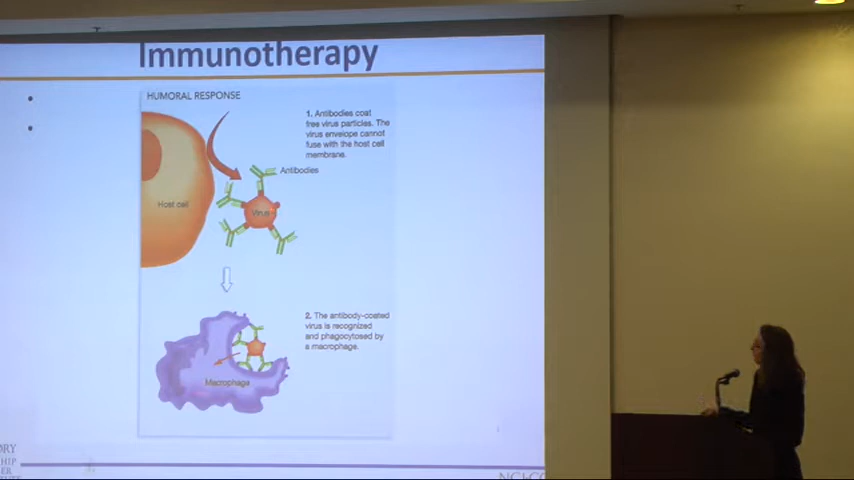 Immunotherapy
HUMORAL RESPONSE
1. Antibodies coat
free virus particles. The
virus envelope cannot
fuse with the host cell
membrane.
Antibodies
Host cell
Virus
2. The antibody-coated
virus is recognized
and phagocytosed by
a macrophage.
Macrophage